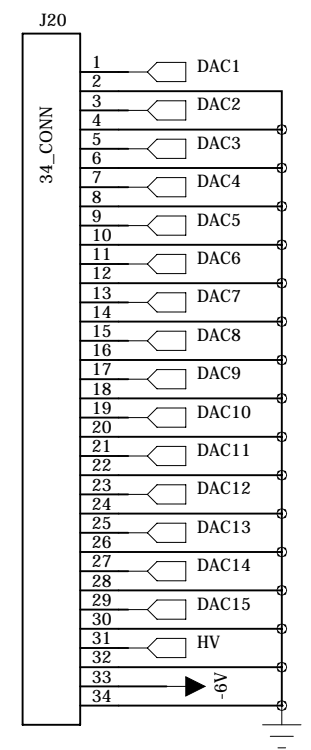 J20
34_CONN
1 DAC1
2
3 DAC2
4
5 DAC3
6
7 DAC4
8
9 DAC5
10
11 DAC6
12
13 DAC7
14
15 DAC8
16
17 DAC9
18
19 DAC10
20
21 DAC11
22
23 DAC12
24
25 DAC13
26
27 DAC14
28
29 DAC15
30
31 HV
32
33 -6V
34